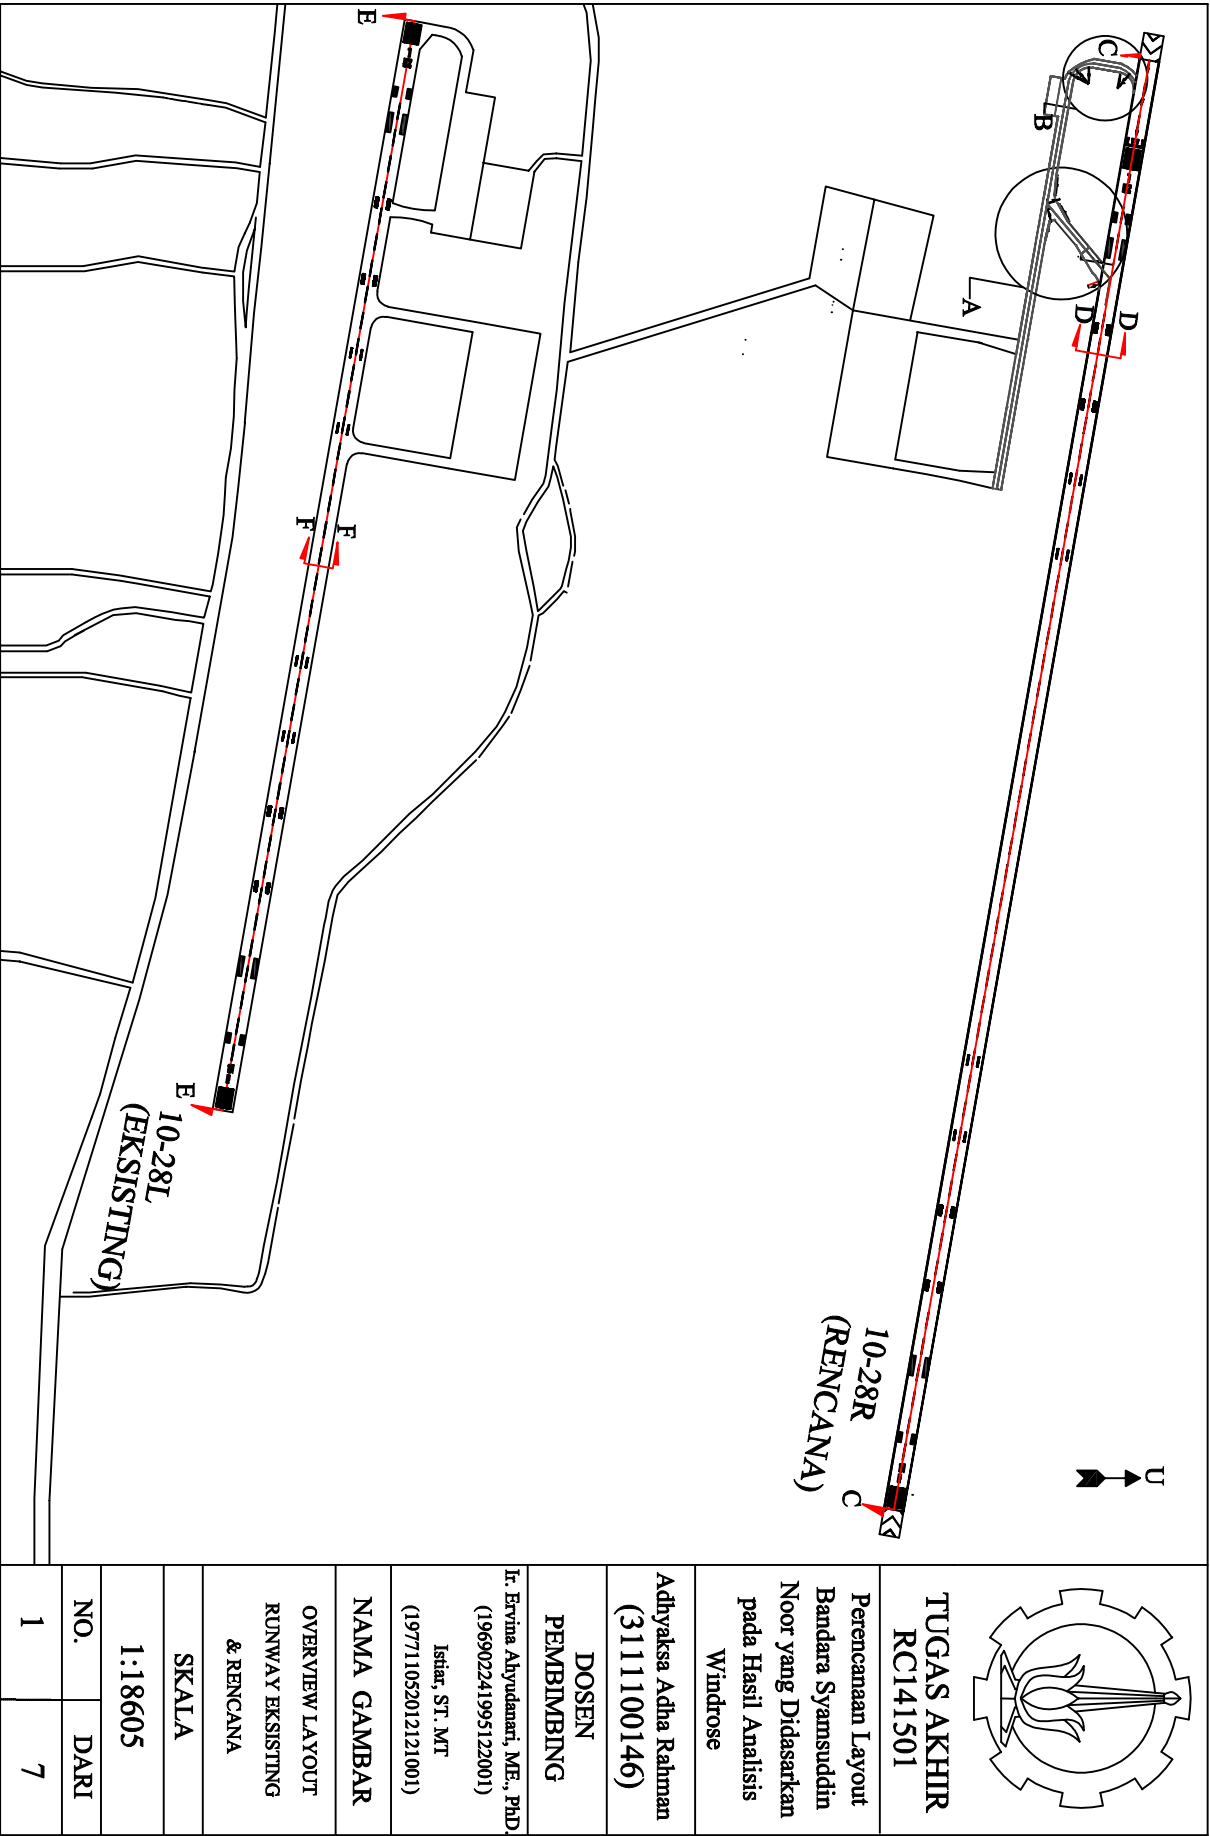 E
E
F
F
10-28L
(EKSISTING)
C
B
A
D
D
10-28R
(RENCANA)
C
U
TUGAS AKHIR
RC141501
Perencanaan Layout
Bandara Syamsuddin
Noor yang Didasarkan
pada Hasil Analisis
Windrose
Adhyaksa Adha Rahman
(3111100146)
DOSEN
PEMBIMBING
Ir. Ervina Ahyudanari, ME., PhD.
(196902241995122001)
Istiar, ST. MT
(197711052012121001)
NAMA GAMBAR
OVERVIEW LAYOUT
RUNWAY EKSISTING
& RENCANA
SKALA
1:18605
NO. DARI
1 7